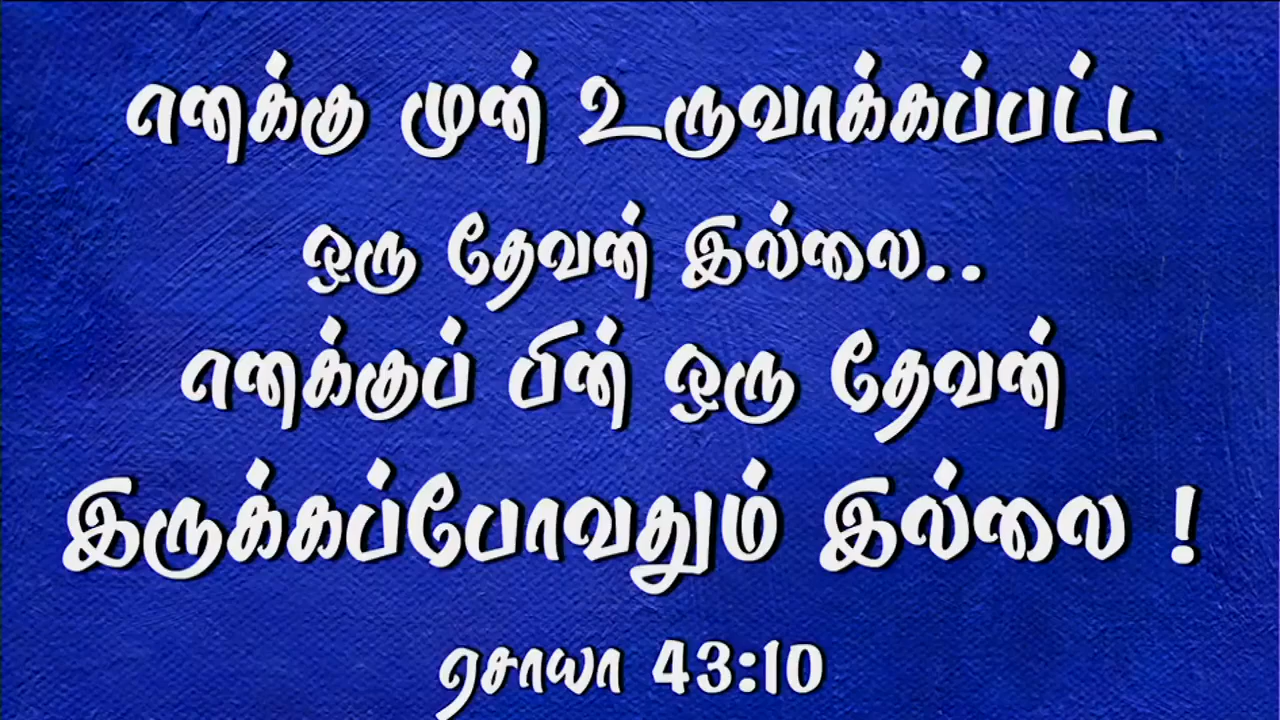 எனக்கு முன் உருவாக்கப்பட்ட
ஒரு தேவன் இல்லை..
எனக்குப் பின் ஒரு தேவன்
இருக்கப்போவதும் இல்லை !
ஏசாயா 43:10